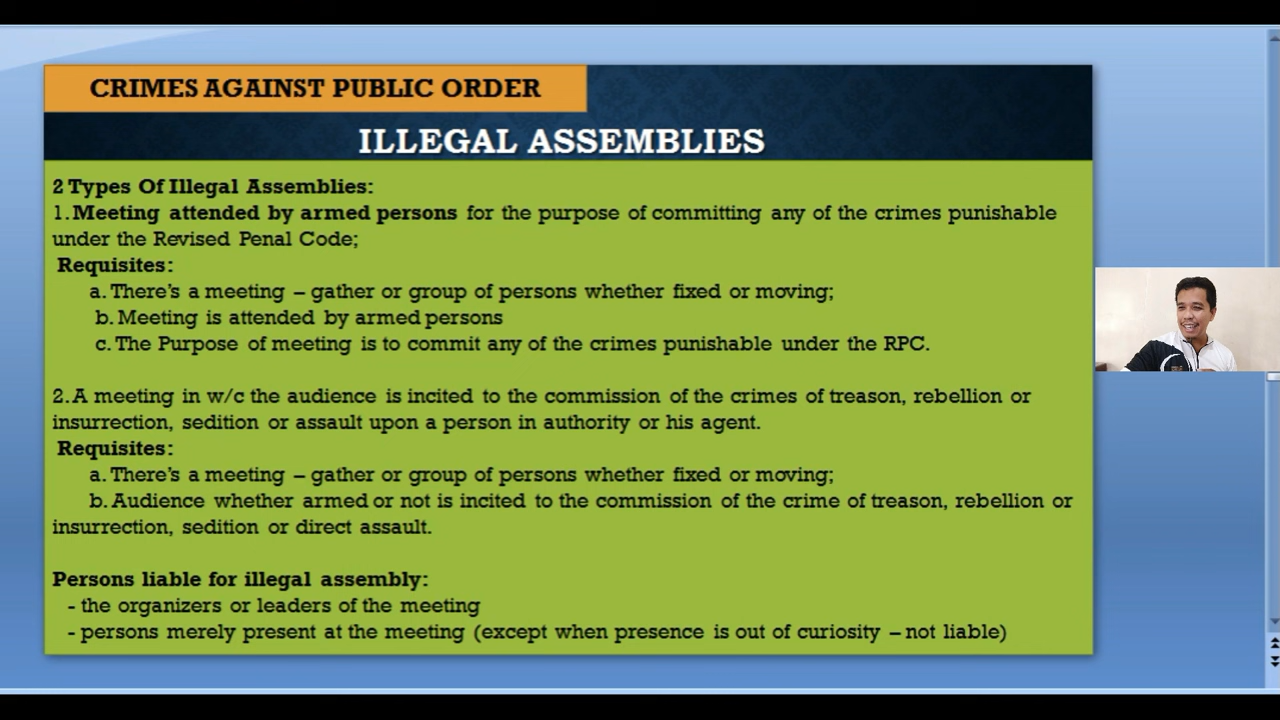 CRIMES AGAINST PUBLIC ORDER
ILLEGAL ASSEMBLIES
2 Types Of Illegal Assemblies:
1. Meeting attended by armed persons for the purpose of committing any of the crimes punishable
under the Revised Penal Code;
Requisites:
a. There's a meeting – gather or group of persons whether fixed or moving;
b. Meeting is attended by armed persons
c. The Purpose of meeting is to commit any of the crimes punishable under the RPC.
2. A meeting in w/c the audience is incited to the commission of the crimes of treason, rebellion or
insurrection, sedition or assault upon a person in authority or his agent.
Requisites:
a. There's a meeting – gather or group of persons whether fixed or moving;
b. Audience whether armed or not is incited to the commission of the crime of treason, rebellion or
insurrection, sedition or direct assault.
Persons liable for illegal assembly:
- the organizers or leaders of the meeting
- persons merely present at the meeting (except when presence is out of curiosity – not liable)